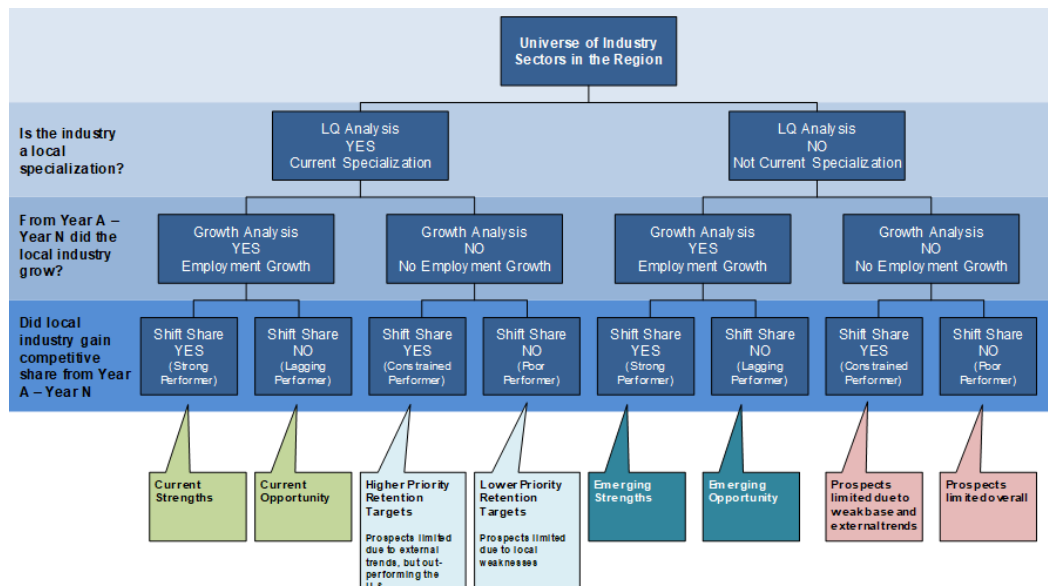 Universe of Industry
Sectors in the Region
Is the industry
a local
specialization?
LQ Analysis
YES
Current Specialization
LQ Analysis
NO
Not Current Specialization
From Year A –
Year N did the
local industry
grow?
Growth Analysis
YES
Employment Growth
Growth Analysis
NO
No Employment Growth
Growth Analysis
YES
Employment Growth
Growth Analysis
NO
No Employment Growth
Did local
industry gain
competitive
share from Year
A – Year N
Shift Share
YES
(Strong
Performer)
Shift Share
NO
(Lagging
Performer)
Shift Share
YES
(Constrained
Performer)
Shift Share
NO
(Poor
Performer)
Shift Share
YES
(Strong
Performer)
Shift Share
NO
(Lagging
Performer)
Shift Share
YES
(Constrained
Performer)
Shift Share
NO
(Poor
Performer)
Current
Strengths
Current
Opportunity
Higher Priority
Retention
Targets
Prospects limited
due to external
trends, but out-
performing the
Lower Priority
Retention
Targets
Prospects limited
due to local
weaknesses
Emerging
Strengths
Emerging
Opportunity
Prospects
limited due to
weak base and
external trends
Prospects
limited overall